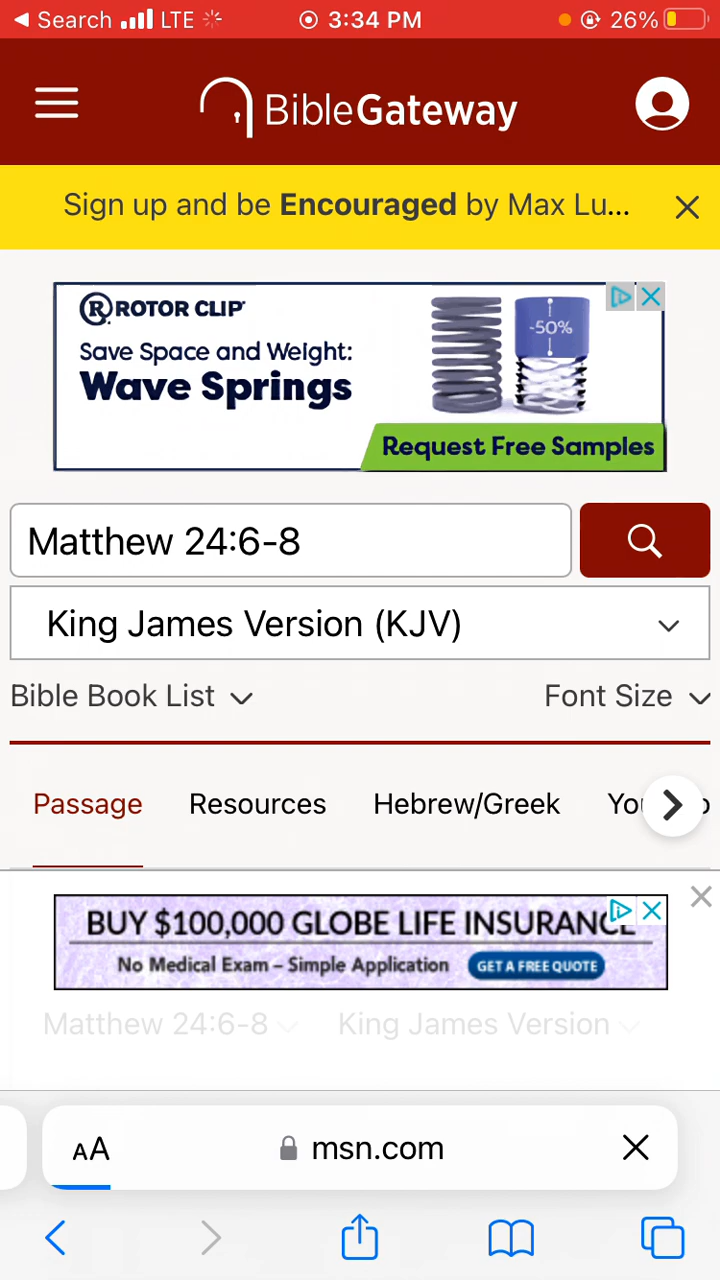 Search LTE 3:34 PM 26%
BibleGateway
Sign up and be Encouraged by Max Lu...
R ROTOR CLIP
Save Space and Weight:
Wave Springs
-50%
Request Free Samples
Matthew 24:6-8
King James Version (KJV)
Bible Book List Font Size
Passage Resources Hebrew/Greek You
BUY $100,000 GLOBE LIFE INSURANCE
No Medical Exam – Simple Application GET A FREE QUOTE
Matthew 24:6-8 King James Version
AA msn.com